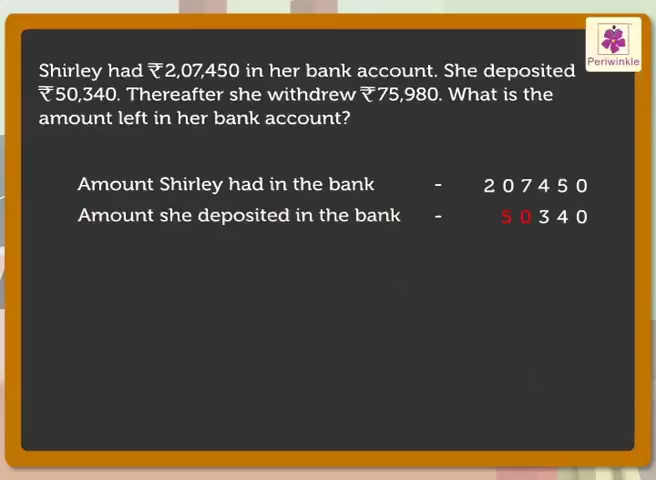 Periwinkle
Shirley had ₹2,07,450 in her bank account. She deposited
₹50,340. Thereafter she withdrew ₹75,980. What is the
amount left in her bank account?
Amount Shirley had in the bank - 2 0 7 4 5 0
Amount she deposited in the bank - 5 0 3 4 0